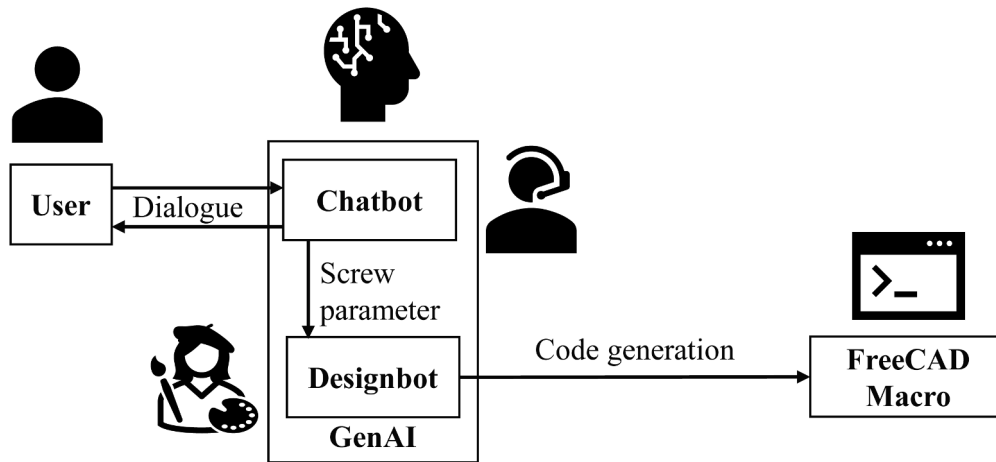 User
Dialogue
Chatbot
Screw
parameter
Designbot
GenAI
Code generation
FreeCAD
Macro